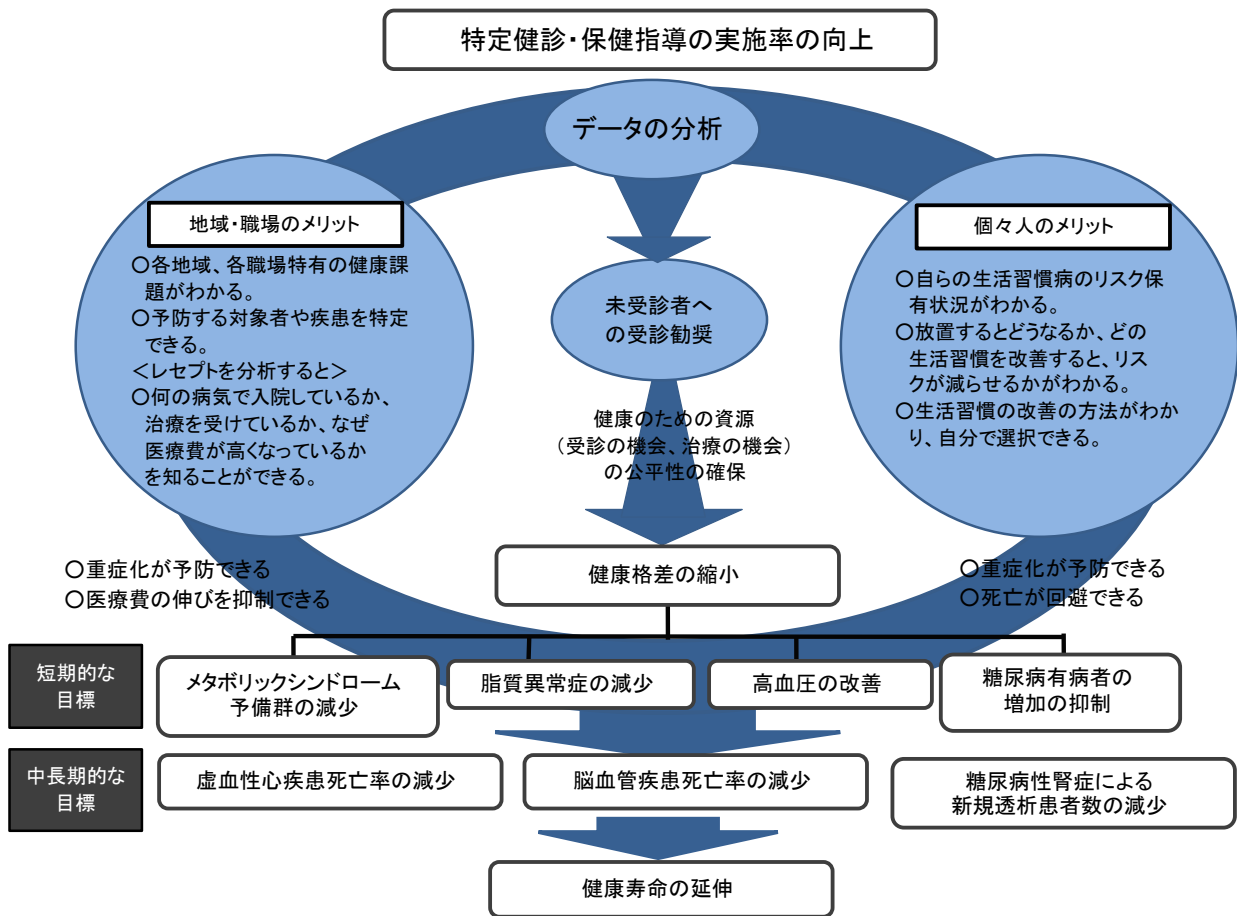 特定健診・保健指導の実施率の向上
データの分析
地域・職場のメリット
○各地域、各職場特有の健康課
題がわかる。
○予防する対象者や疾患を特定
できる。
<レセプトを分析すると>
○何の病気で入院しているか、
治療を受けているか、なぜ
医療費が高くなっているか
を知ることができる。
未受診者へ
の受診勧奨
個々人のメリット
○自らの生活習慣病のリスク保
有状況がわかる。
○放置するとどうなるか、どの
生活習慣を改善すると、リス
クが減らせるかがわかる。
○生活習慣の改善の方法がわか
り、自分で選択できる。
健康のための資源
(受診の機会、治療の機会)
の公平性の確保
○重症化が予防できる
○医療費の伸びを抑制できる
健康格差の縮小
○重症化が予防できる
○死亡が回避できる
短期的な
目標
メタボリックシンドローム
予備群の減少
脂質異常症の減少
高血圧の改善
糖尿病有病者の
増加の抑制
中長期的な
目標
虚血性心疾患死亡率の減少
脳血管疾患死亡率の減少
糖尿病性腎症による
新規透析患者数の減少
健康寿命の延伸